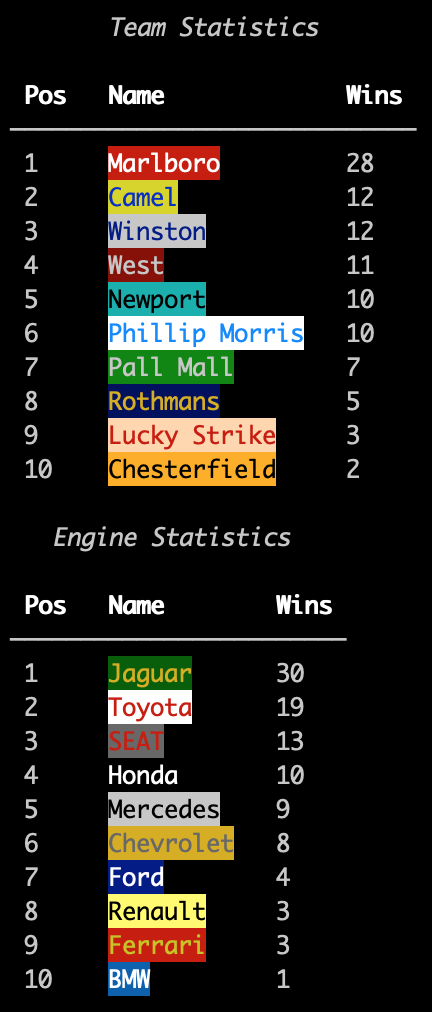 Team Statistics
Pos Name Wins
1 Marlboro 28
2 Camel 12
3 Winston 12
4 West 11
5 Newport 10
6 Phillip Morris 10
7 Pall Mall 7
8 Rothmans 5
9 Lucky Strike 3
10 Chesterfield 2
Engine Statistics
Pos Name Wins
1 Jaguar 30
2 Toyota 19
3 SEAT 13
4 Honda 10
5 Mercedes 9
6 Chevrolet 8
7 Ford 4
8 Renault 3
9 Ferrari 3
10 BMW 1